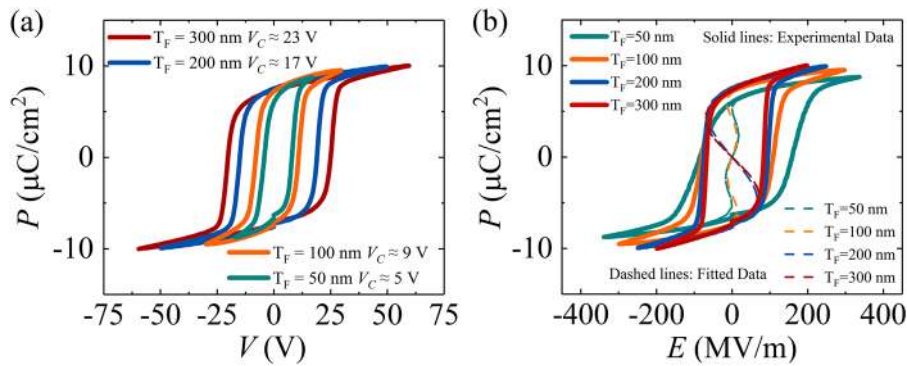 (a)
T_F = 300 nm V_C ≈ 23 V
T_F = 200 nm V_C ≈ 17 V
T_F = 100 nm V_C ≈ 9 V
T_F = 50 nm V_C ≈ 5 V
P (μC/cm²)
10
0
-10
-75 -50 -25 0 25 50 75
V (V)
(b)
T_F=50 nm
T_F=100 nm
T_F=200 nm
T_F=300 nm
Solid lines: Experimental Data
T_F=50 nm
T_F=100 nm
T_F=200 nm
T_F=300 nm
Dashed lines: Fitted Data
P (μC/cm²)
10
0
-10
-400 -200 0 200 400
E (MV/m)